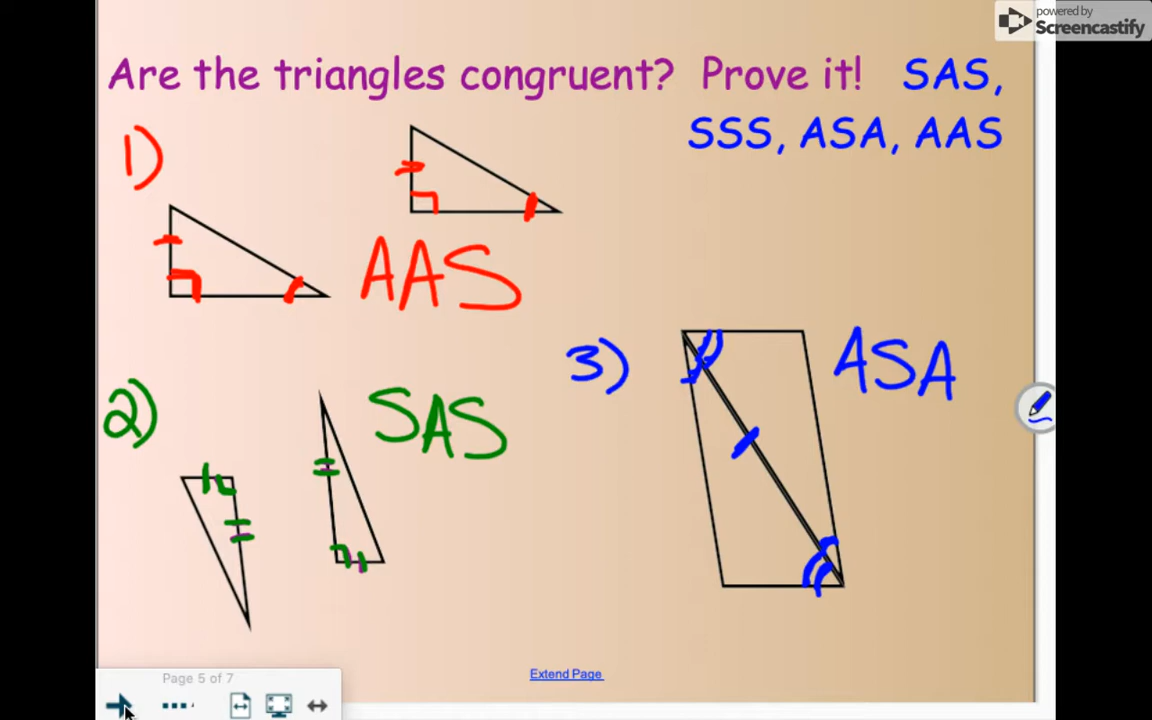 powered by
Screencastify
Are the triangles congruent? Prove it! SAS,
SSS, ASA, AAS
1)
AAS
2)
SAS
3)
ASA
Extend Page
Page 5 of 7